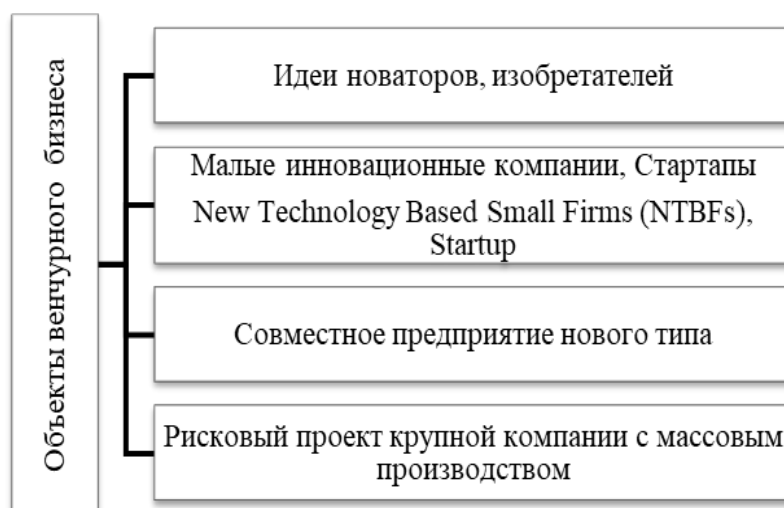 Объекты венчурного бизнеса
Идеи новаторов, изобретателей
Малые инновационные компании, Стартапы
New Technology Based Small Firms (NTBFs),
Startup
Совместное предприятие нового типа
Рисковый проект крупной компании с массовым
производством